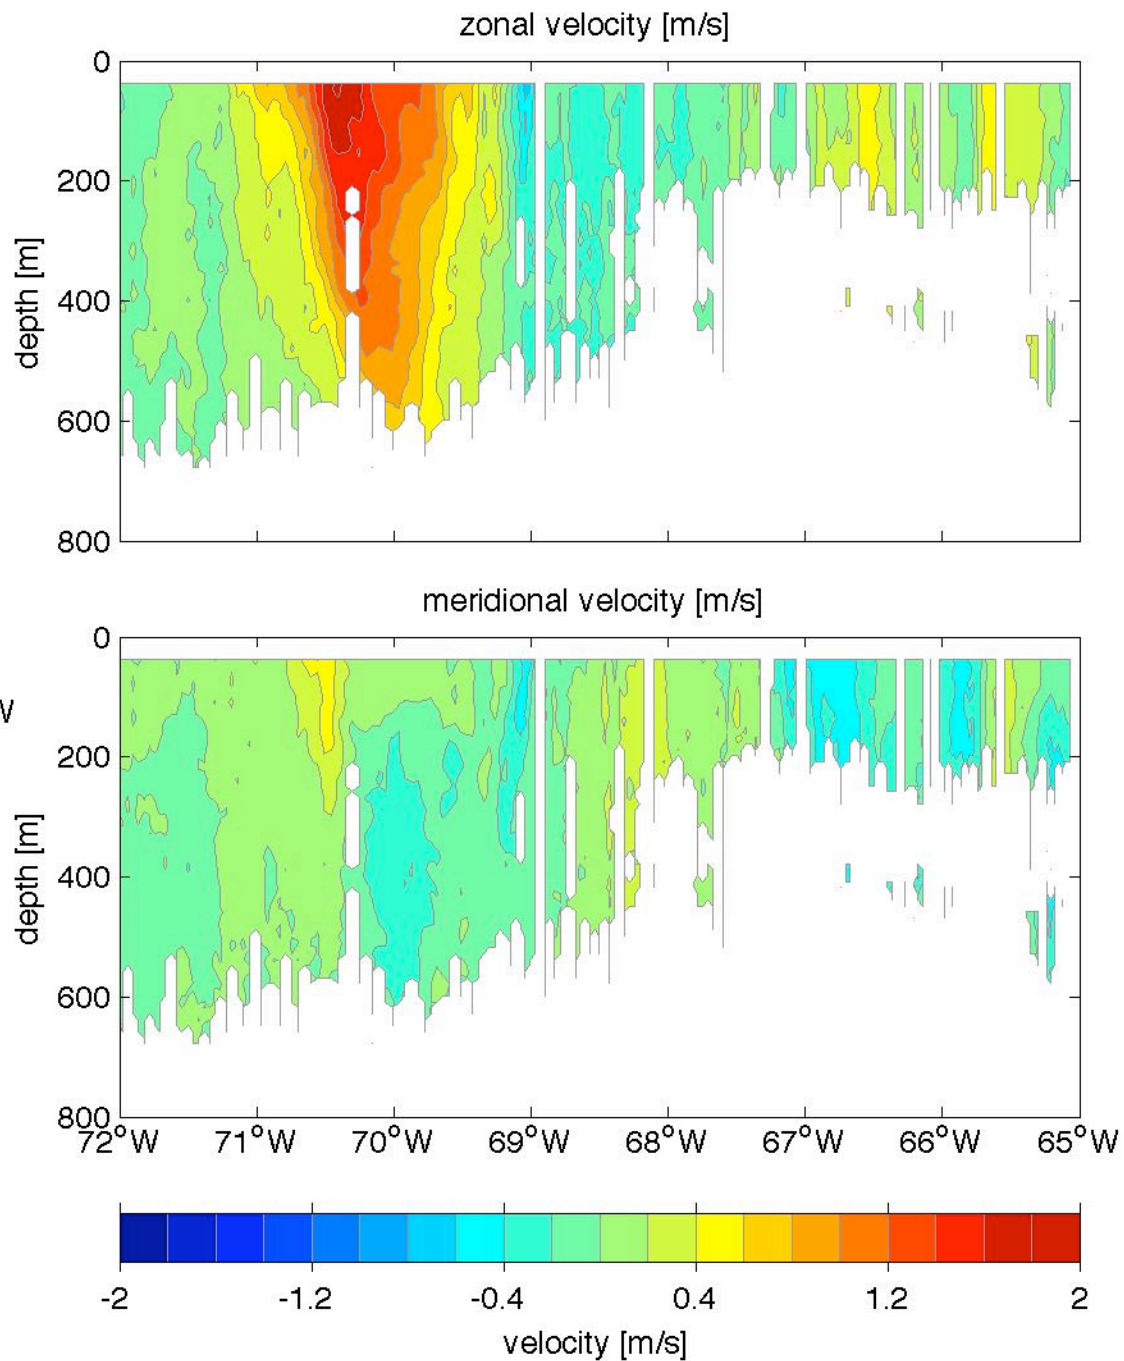 zonal velocity [m/s]
0
200
400
600
800
depth [m]
meridional velocity [m/s]
W
0
200
400
600
800
depth [m]
72°W 71°W 70°W 69°W 68°W 67°W 66°W 65°W
-2 -1.2 -0.4 0.4 1.2 2
velocity [m/s]